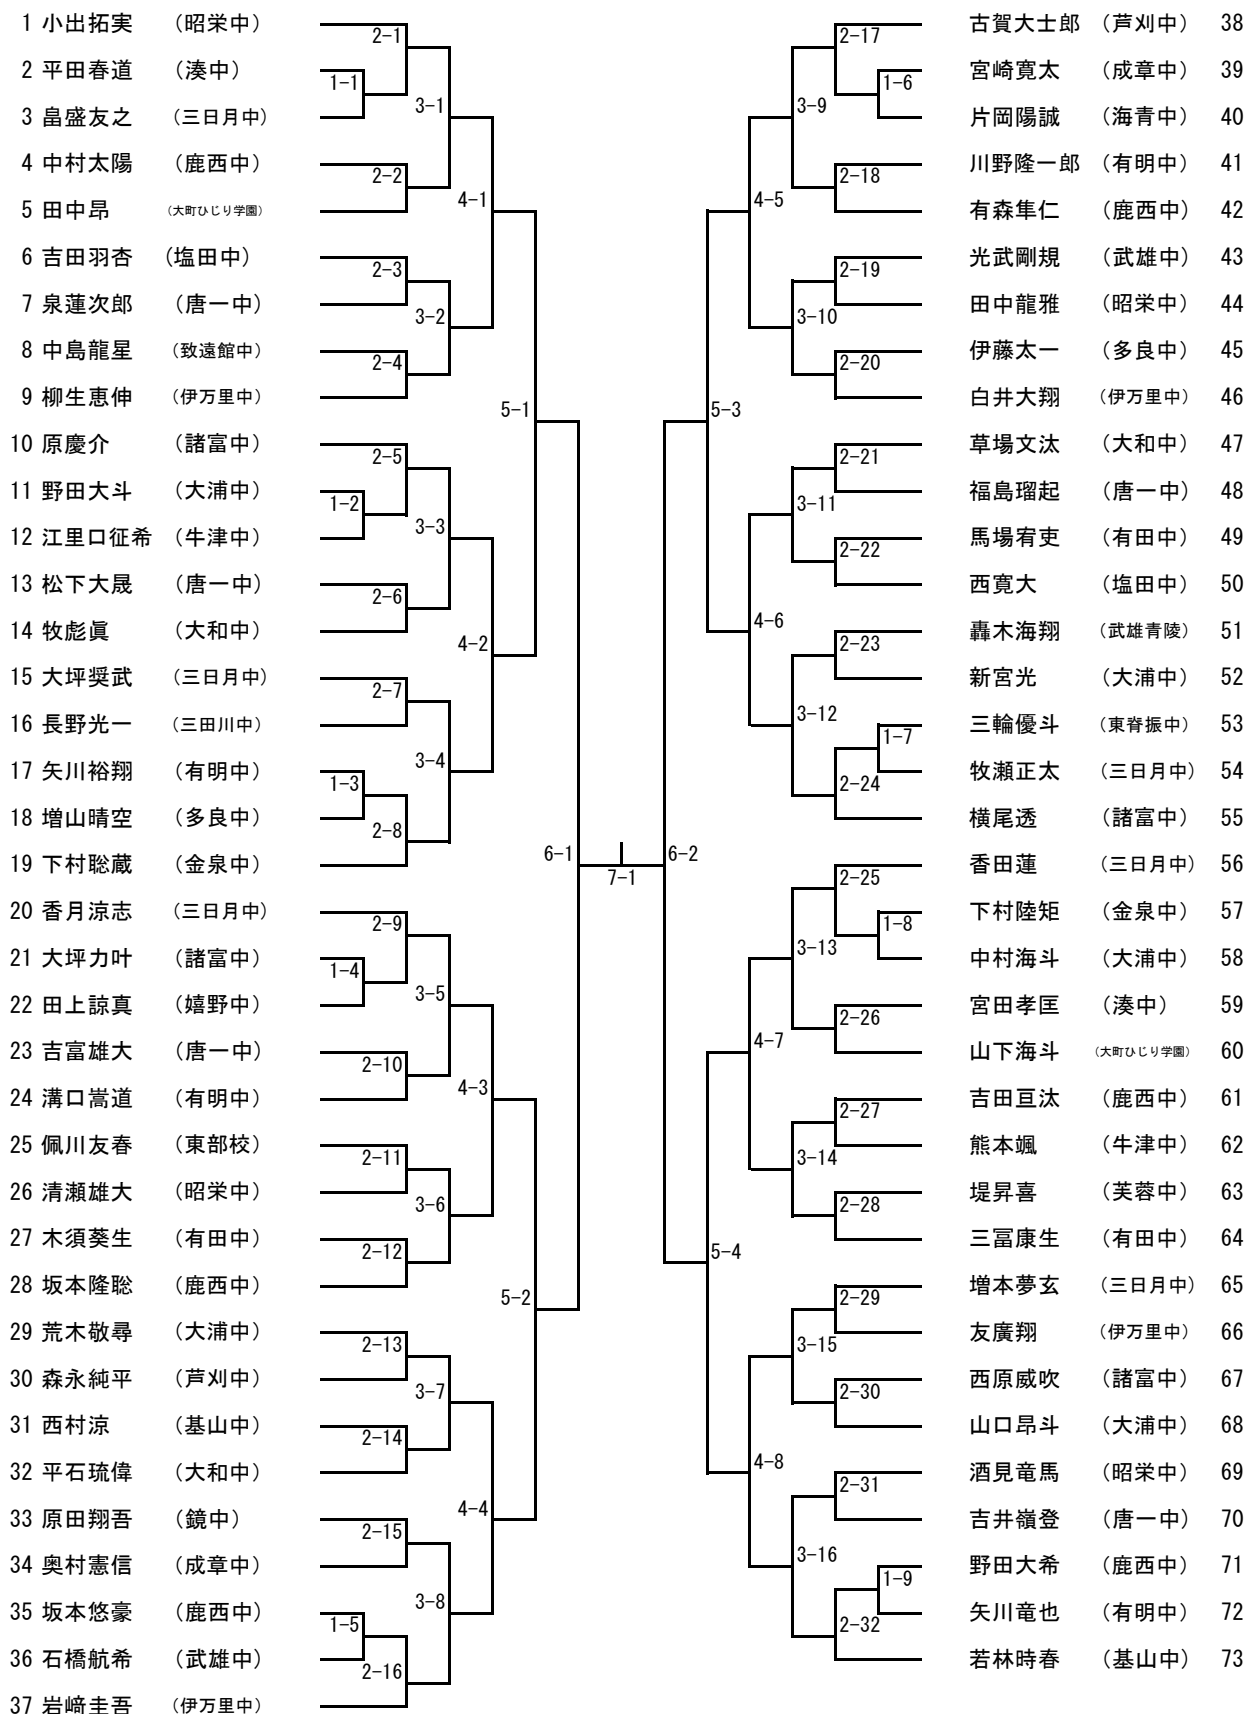 1 小出拓実 （昭栄中）
2 平田春道 （湊中）
3 畠盛友之 （三日月中）
4 中村太陽 （鹿西中）
5 田中昂 （大町ひじり学園）
6 吉田羽杏 （塩田中）
7 泉蓮次郎 （唐一中）
8 中島龍星 （致遠館中）
9 柳生恵伸 （伊万里中）
10 原慶介 （諸富中）
11 野田大斗 （大浦中）
12 江里口征希 （牛津中）
13 松下大晟 （唐一中）
14 牧彪眞 （大和中）
15 大坪奨武 （三日月中）
16 長野光一 （三田川中）
17 矢川裕翔 （有明中）
18 増山晴空 （多良中）
19 下村聡蔵 （金泉中）
20 香月涼志 （三日月中）
21 大坪力叶 （諸富中）
22 田上諒真 （嬉野中）
23 吉富雄大 （唐一中）
24 溝口嵩道 （有明中）
25 佩川友春 （東部校）
26 清瀬雄大 （昭栄中）
27 木須葵生 （有田中）
28 坂本隆聡 （鹿西中）
29 荒木敬尋 （大浦中）
30 森永純平 （芦刈中）
31 西村涼 （基山中）
32 平石琉偉 （大和中）
33 原田翔吾 （鏡中）
34 奥村憲信 （成章中）
35 坂本悠豪 （鹿西中）
36 石橋航希 （武雄中）
37 岩﨑圭吾 （伊万里中）
1-1
1-2
1-3
1-4
1-5
2-1
2-2
2-3
2-4
2-5
2-6
2-7
2-8
2-9
2-10
2-11
2-12
2-13
2-14
2-15
2-16
3-1
3-2
3-3
3-4
3-5
3-6
3-7
3-8
4-1
4-2
4-3
4-4
5-1
5-2
6-1
7-1
6-2
5-3
5-4
4-5
4-6
4-7
4-8
3-9
3-10
3-11
3-12
3-13
3-14
3-15
3-16
2-17
2-18
2-19
2-20
2-21
2-22
2-23
2-24
2-25
2-26
2-27
2-28
2-29
2-30
2-31
2-32
1-6
1-7
1-8
1-9
古賀大士郎 （芦刈中） 38
宮崎寛太 （成章中） 39
片岡陽誠 （海青中） 40
川野隆一郎 （有明中） 41
有森隼仁 （鹿西中） 42
光武剛規 （武雄中） 43
田中龍雅 （昭栄中） 44
伊藤太一 （多良中） 45
白井大翔 （伊万里中） 46
草場文汰 （大和中） 47
福島瑠起 （唐一中） 48
馬場宥吏 （有田中） 49
西寛大 （塩田中） 50
轟木海翔 （武雄青陵） 51
新宮光 （大浦中） 52
三輪優斗 （東脊振中） 53
牧瀬正太 （三日月中） 54
横尾透 （諸富中） 55
香田蓮 （三日月中） 56
下村陸矩 （金泉中） 57
中村海斗 （大浦中） 58
宮田孝匡 （湊中） 59
山下海斗 （大町ひじり学園） 60
吉田亘汰 （鹿西中） 61
熊本颯 （牛津中） 62
堤昇喜 （芙蓉中） 63
三冨康生 （有田中） 64
増本夢玄 （三日月中） 65
友廣翔 （伊万里中） 66
西原威吹 （諸富中） 67
山口昂斗 （大浦中） 68
酒見竜馬 （昭栄中） 69
吉井嶺登 （唐一中） 70
野田大希 （鹿西中） 71
矢川竜也 （有明中） 72
若林時春 （基山中） 73